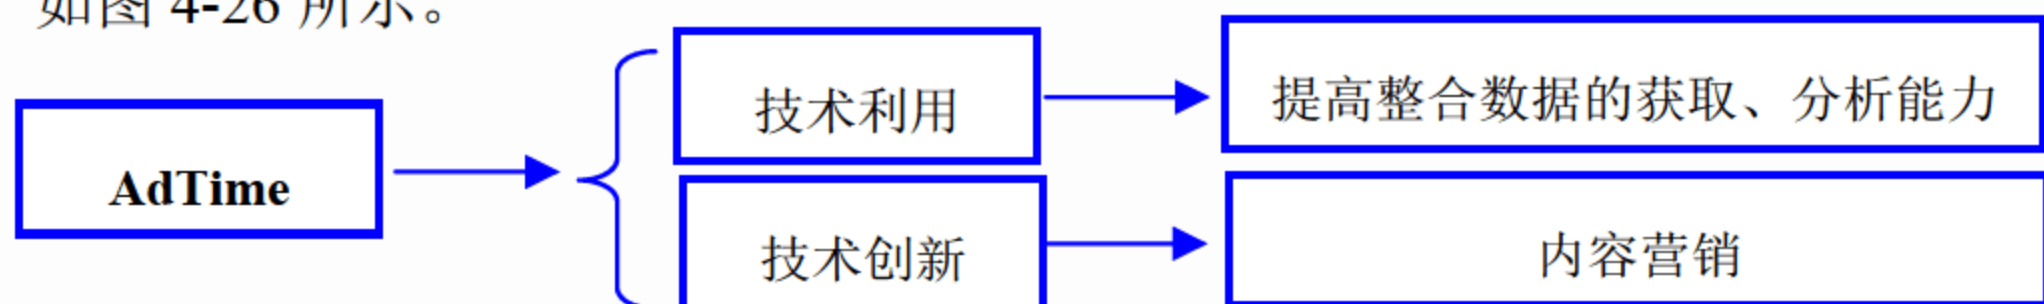 如图 4-26 所示。
技术利用
提高整合数据的获取、分析能力
AdTime
技术创新
内容营销